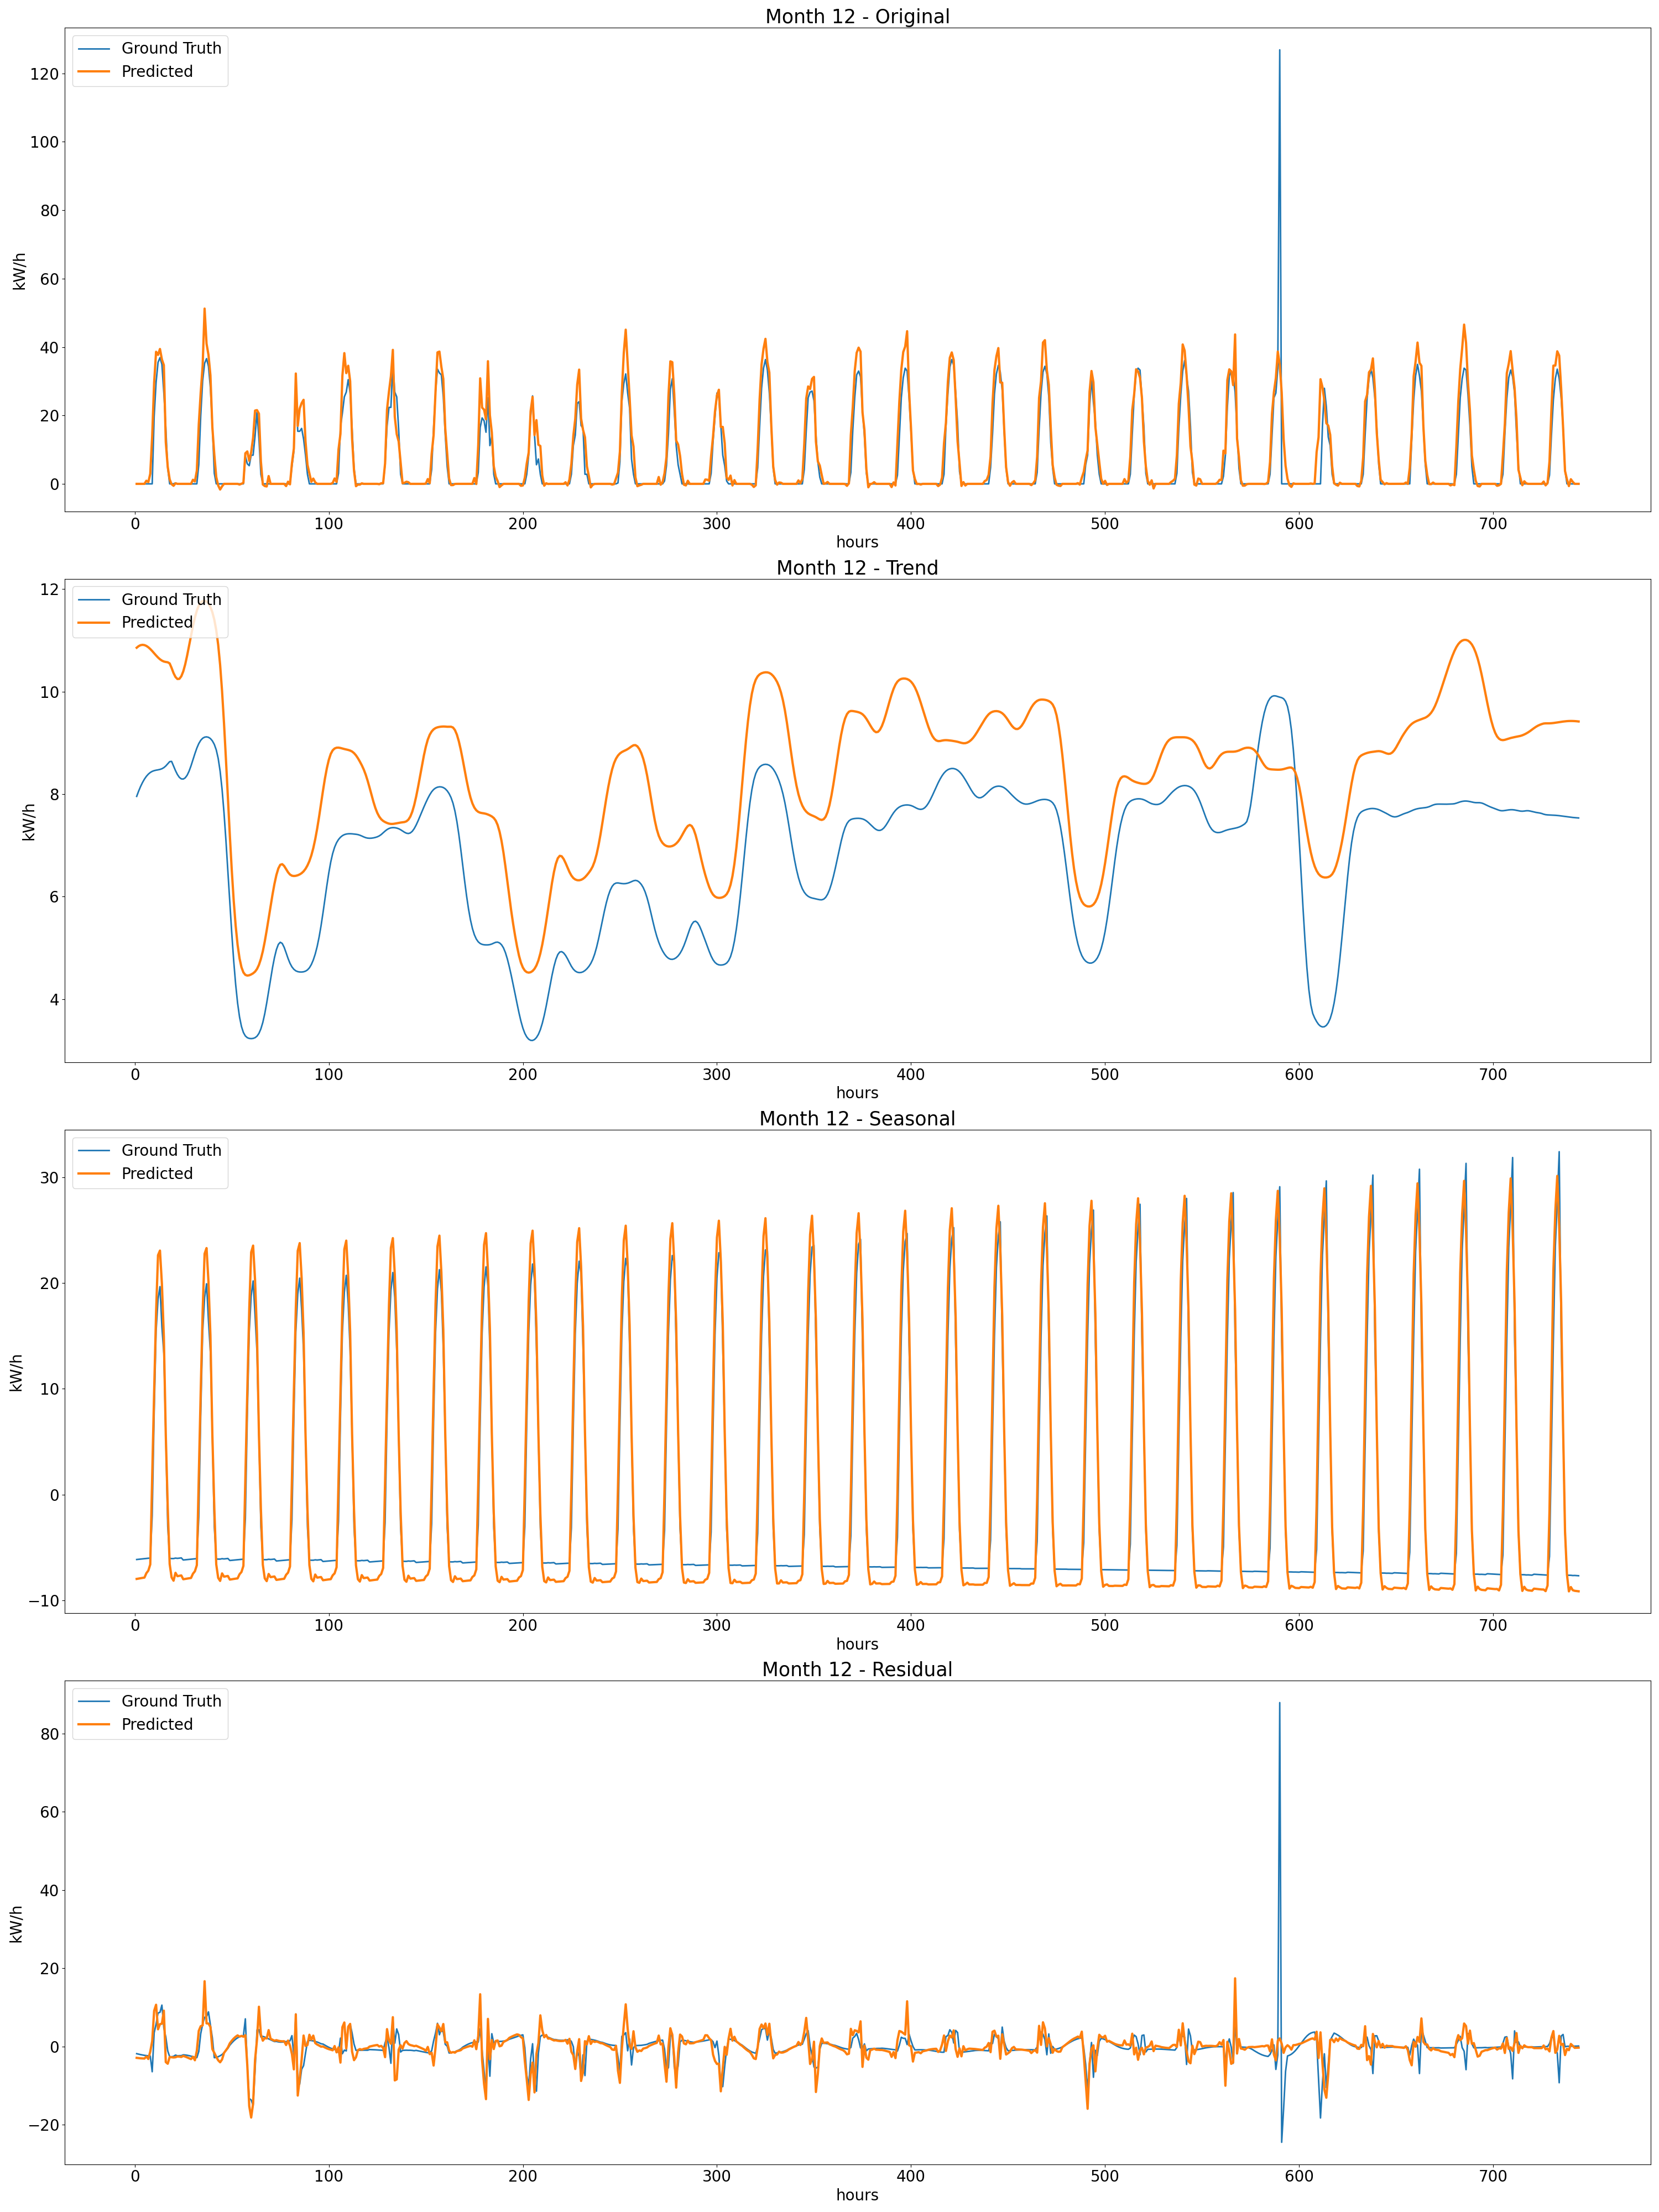 Month 12 - Original
Ground Truth
Predicted
kW/h
120
100
80
60
40
20
0
0 100 200 300 400 500 600 700
hours
Month 12 - Trend
Ground Truth
Predicted
kW/h
12
10
8
6
4
0 100 200 300 400 500 600 700
hours
Month 12 - Seasonal
Ground Truth
Predicted
kW/h
30
20
10
0
−10
0 100 200 300 400 500 600 700
hours
Month 12 - Residual
Ground Truth
Predicted
kW/h
80
60
40
20
0
−20
0 100 200 300 400 500 600 700
hours